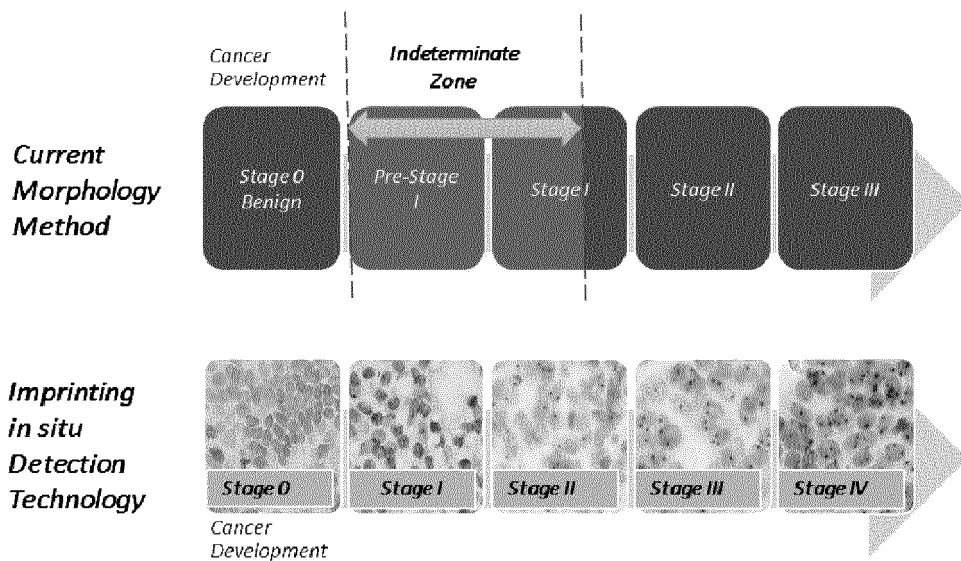 Cancer
Development
Indeterminate
Zone
Current
Morphology
Method
Stage 0
Benign
Pre-Stage
I
Stage I
Stage II
Stage III
Imprinting
in situ
Detection
Technology
Stage 0
Stage I
Stage II
Stage III
Stage IV
Cancer
Development